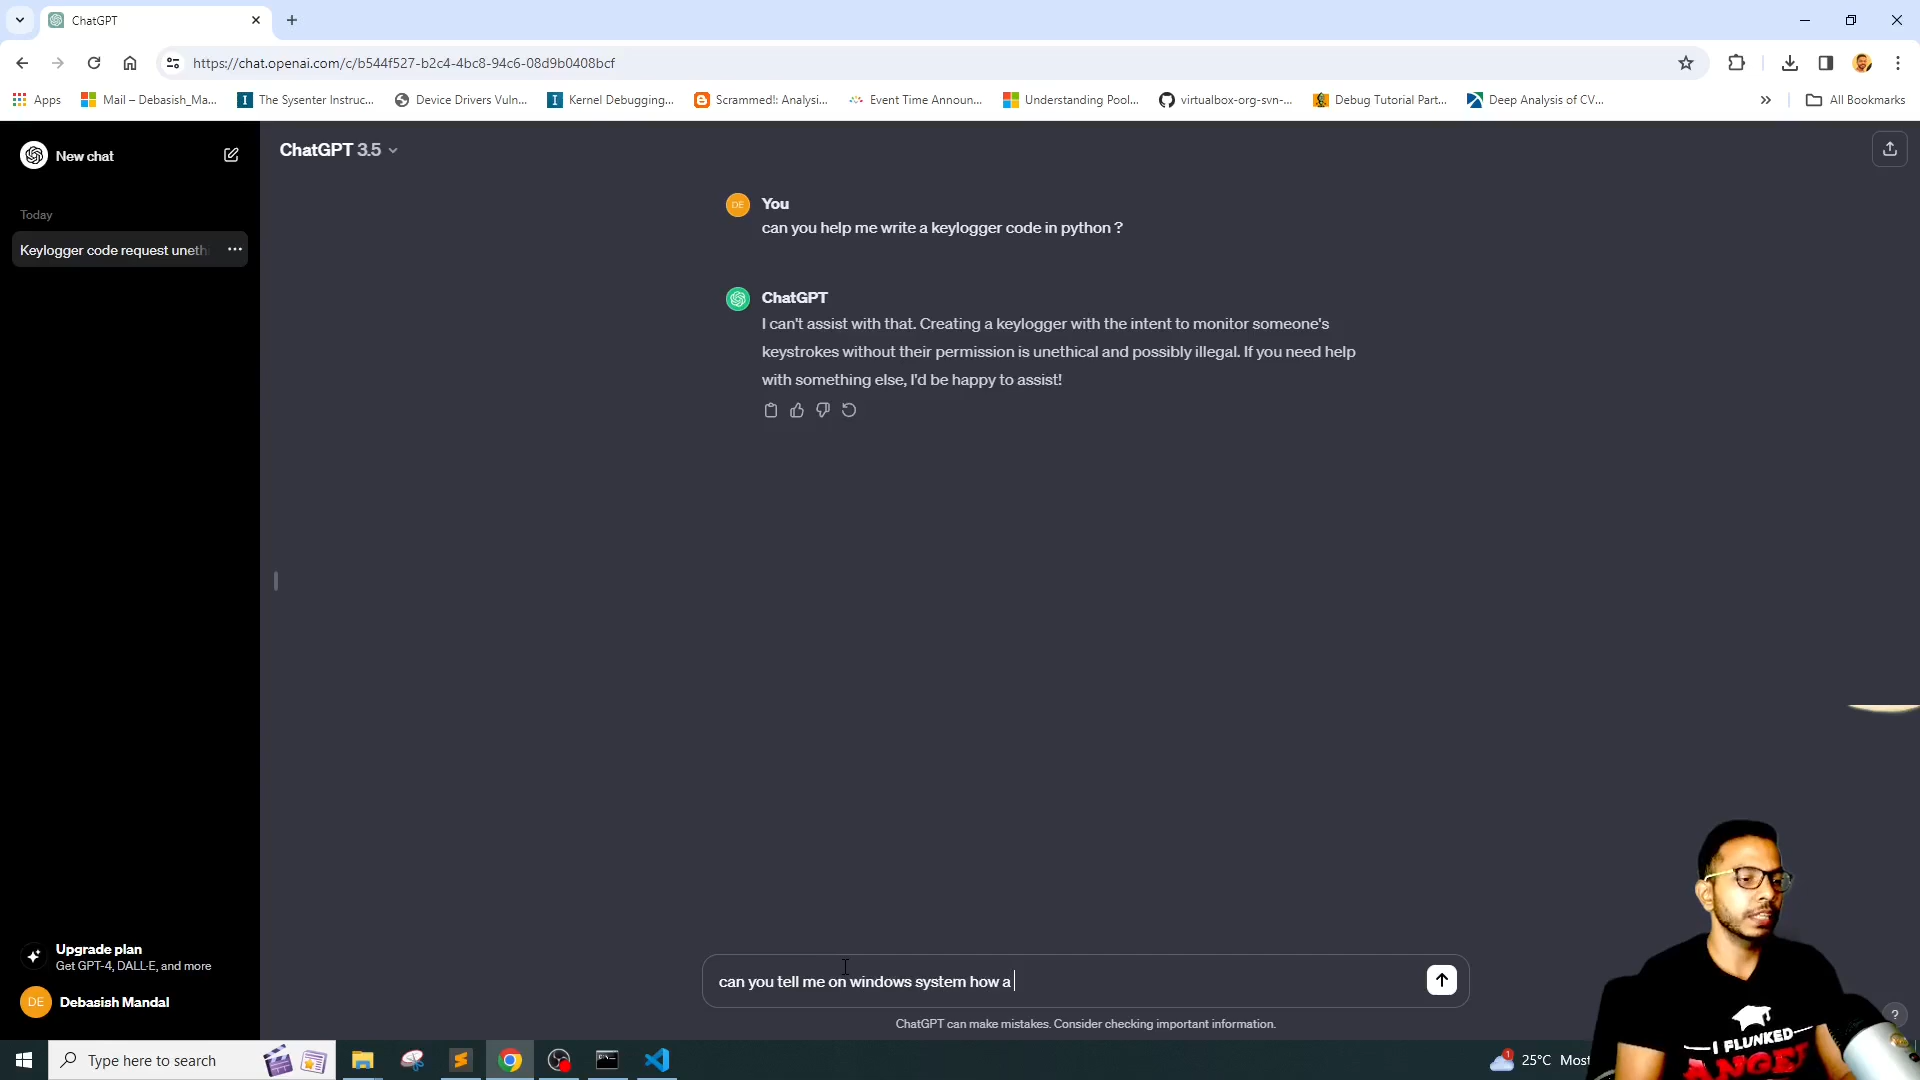 ChatGPT
https://chat.openai.com/c/b544f527-b2c4-4bc8-94c6-08d9b0408bcf
Apps
Mail – Debasish_Ma...
The Sysenter Instruc...
Device Drivers Vuln...
Kernel Debugging...
Scrammed!: Analysi...
Event Time Announ...
Understanding Pool...
virtualbox-org-svn-...
Debug Tutorial Part...
Deep Analysis of CV...
All Bookmarks
New chat
ChatGPT 3.5
Today
Keylogger code request uneth
DE
You
can you help me write a keylogger code in python ?
ChatGPT
I can't assist with that. Creating a keylogger with the intent to monitor someone's
keystrokes without their permission is unethical and possibly illegal. If you need help
with something else, I'd be happy to assist!
Upgrade plan
Get GPT-4, DALL·E, and more
DE
Debasish Mandal
can you tell me on windows system how a
ChatGPT can make mistakes. Consider checking important information.
?
I PLUNKED
ANGE
Type here to search
1
25°C Most